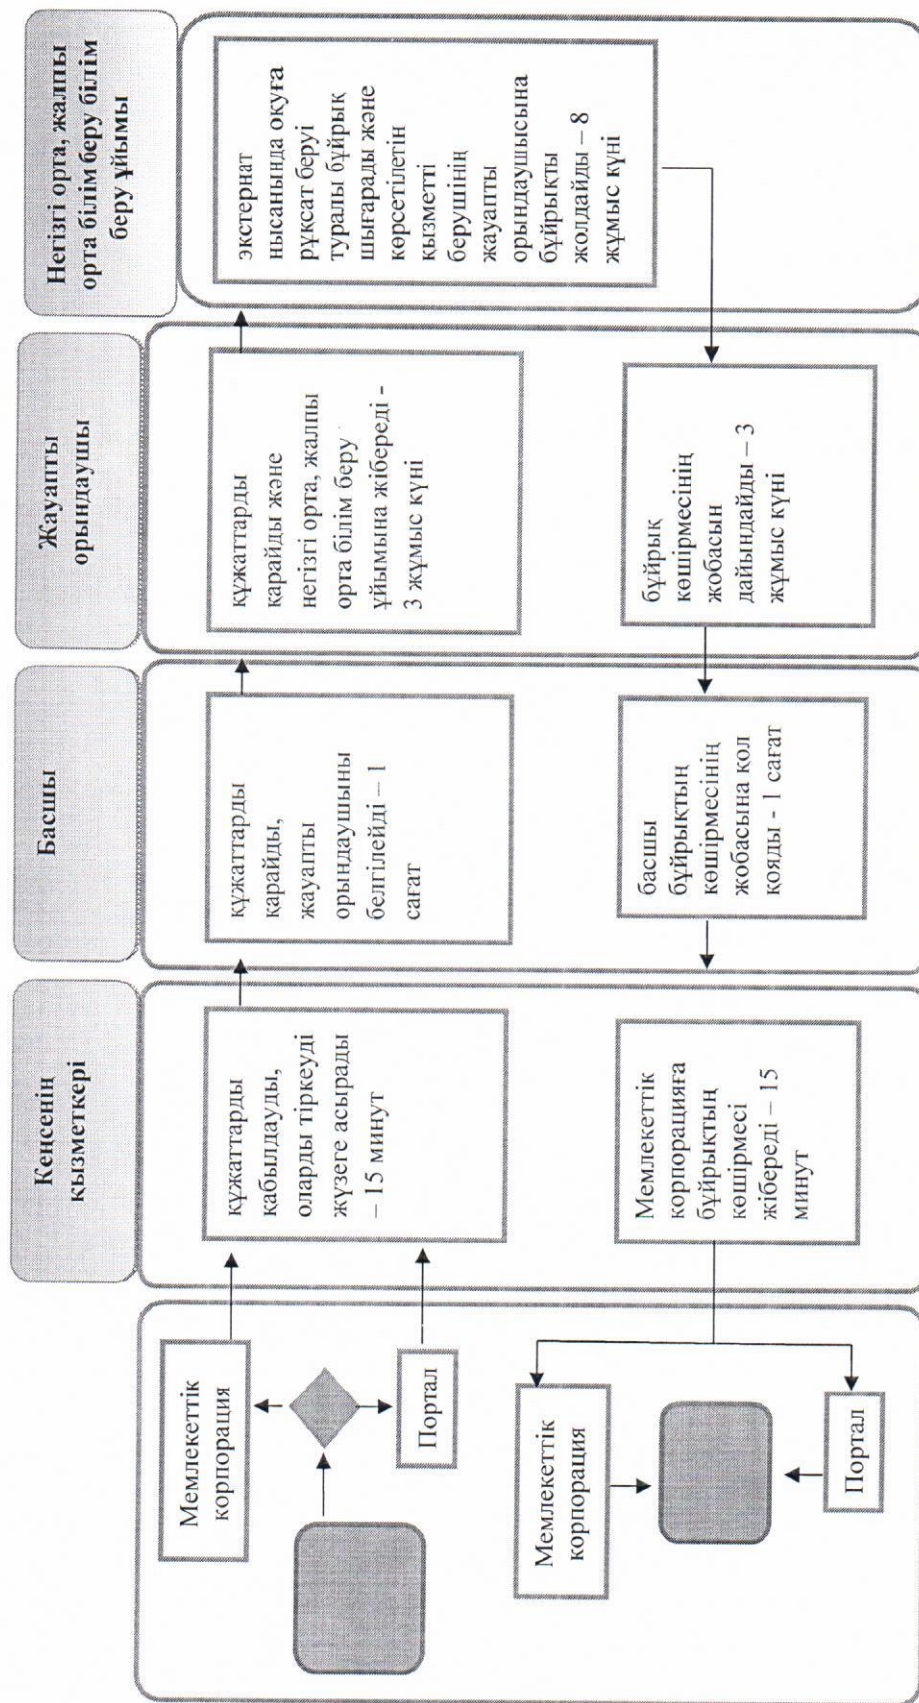 Кеңсенің
қызметкері
Басшы
Жауапты
орындаушы
Негізгі орта, жалпы
орта білім беру білім
беру ұйымы
Мемлекеттік
корпорация
Портал
құжаттарды
қабылдауды,
оларды тіркеуді
жүзеге асырады
– 15 минут
құжаттарды
қарайды,
жауапты
орындаушыны
белгілейді – 1
сағат
құжаттарды
қарайды және
негізгі орта, жалпы
орта білім беру
ұйымына жібереді -
3 жұмыс күні
экстернат
нысанында оқуға
рұқсат беруі
туралы бұйрық
шығарады және
көрсетілетін
қызметті
берушінің
жауапты
орындаушысына
бұйрықты
жолдайды – 8
жұмыс күні
Мемлекеттік
корпорация
Портал
Мемлекеттік
корпорацияға
бұйрықтың
көшірмесі
жібереді – 15
минут
басшы
бұйрықтың
көшірмесінің
жобасына қол
қояды - 1 сағат
бұйрық
көшірмесінің
жобасын
дайындайды – 3
жұмыс күні